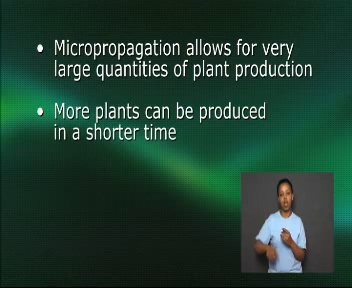 • Micropropagation allows for very
large quantities of plant production
• More plants can be produced
in a shorter time